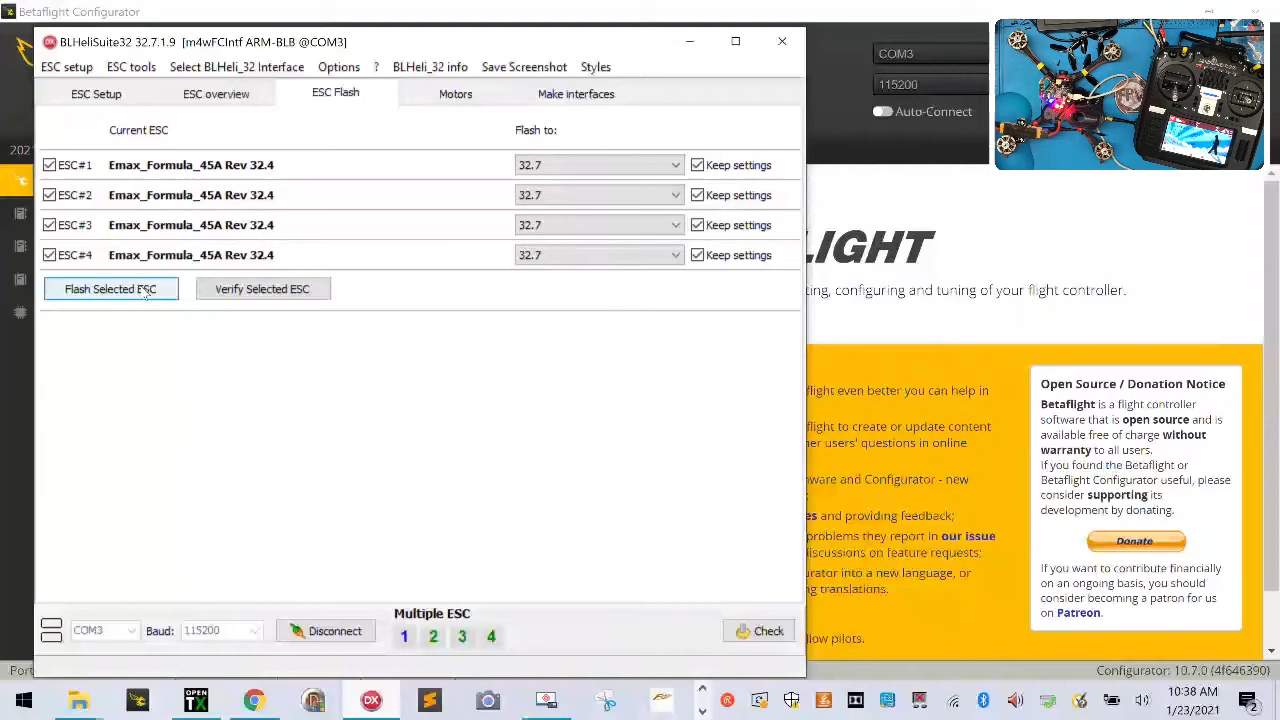 Betaflight Configurator
BLHeliSuite32 32.7.1.9 [m4wFCIntf ARM-BLB @COM3]
ESC setup ESC tools Select BLHeli_32 Interface Options ? BLHeli_32 info Save Screenshot Styles
ESC Setup ESC overview ESC Flash Motors Make interfaces
Current ESC Flash to:
ESC#1 Emax_Formula_45A Rev 32.4 32.7 Keep settings
ESC#2 Emax_Formula_45A Rev 32.4 32.7 Keep settings
ESC#3 Emax_Formula_45A Rev 32.4 32.7 Keep settings
ESC#4 Emax_Formula_45A Rev 32.4 32.7 Keep settings
Flash Selected ESC Verify Selected ESC
Multiple ESC
COM3 Baud: 115200 Disconnect 1 2 3 4 Check
COM3
115200
Auto-Connect
202
LIGHT
ting, configuring and tuning of your flight controller.
flight even better you can help in
flight to create or update content
her users' questions in online
mware and Configurator - new
es and providing feedback;
problems they report in our issue
discussions on feature requests;
urator into a new language, or
ng translations.
llow pilots.
Open Source / Donation Notice
Betaflight is a flight controller
software that is open source and is
available free of charge without
warranty to all users.
If you found the Betaflight or
Betaflight Configurator useful, please
consider supporting its
development by donating.
Donate
If you want to contribute financially
on an ongoing basis, you should
consider becoming a patron for us
on Patreon.
Port
Configurator: 10.7.0 (4f646390)
OPEN
TX
10:38 AM
1/23/2021
2